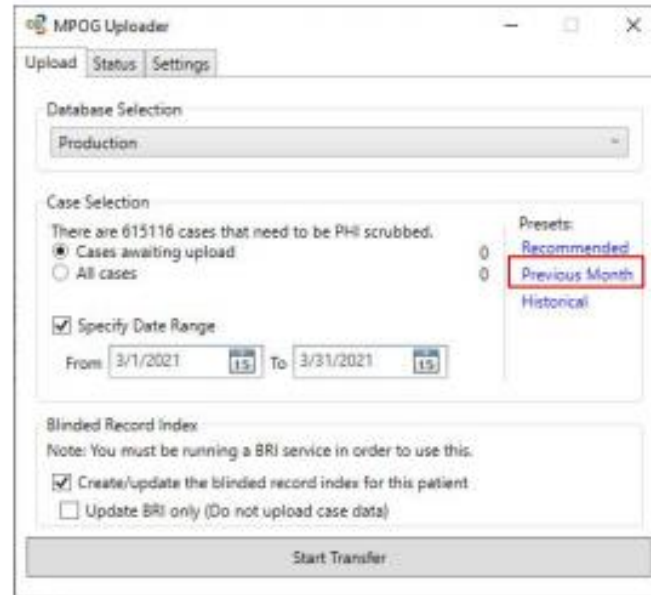 MPOG Uploader
Upload Status Settings
Database Selection
Production
Case Selection
There are 615116 cases that need to be PHI scrubbed.
Cases awaiting upload 0
All cases 0
Presets:
Recommended
Previous Month
Historical
Specify Date Range
From 3/1/2021 15 To 3/31/2021 15
Blinded Record Index
Note: You must be running a BRI service in order to use this.
Create/update the blinded record index for this patient
Update BRI only (Do not upload case data)
Start Transfer